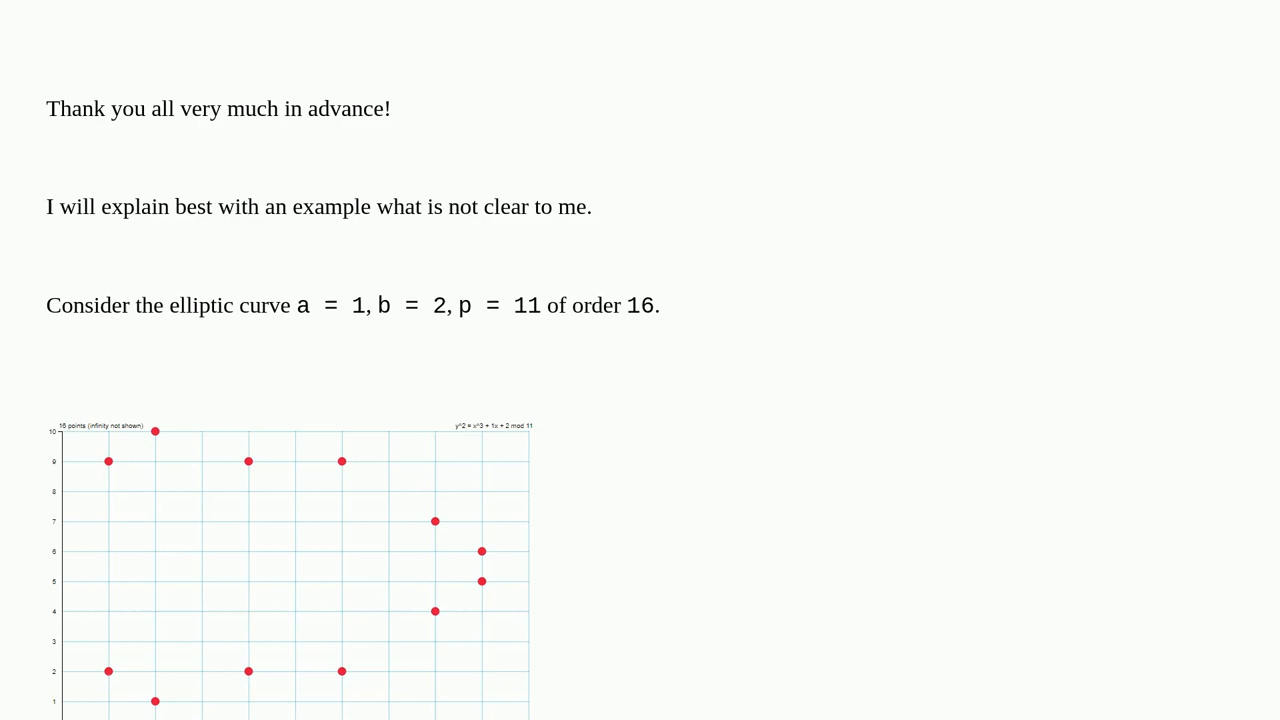 Thank you all very much in advance!
I will explain best with an example what is not clear to me.
Consider the elliptic curve a = 1, b = 2, p = 11 of order 16.
16 points (infinity not shown)
y^2 = x^3 + 1x + 2 mod 11
10
9
8
7
6
5
4
3
2
1